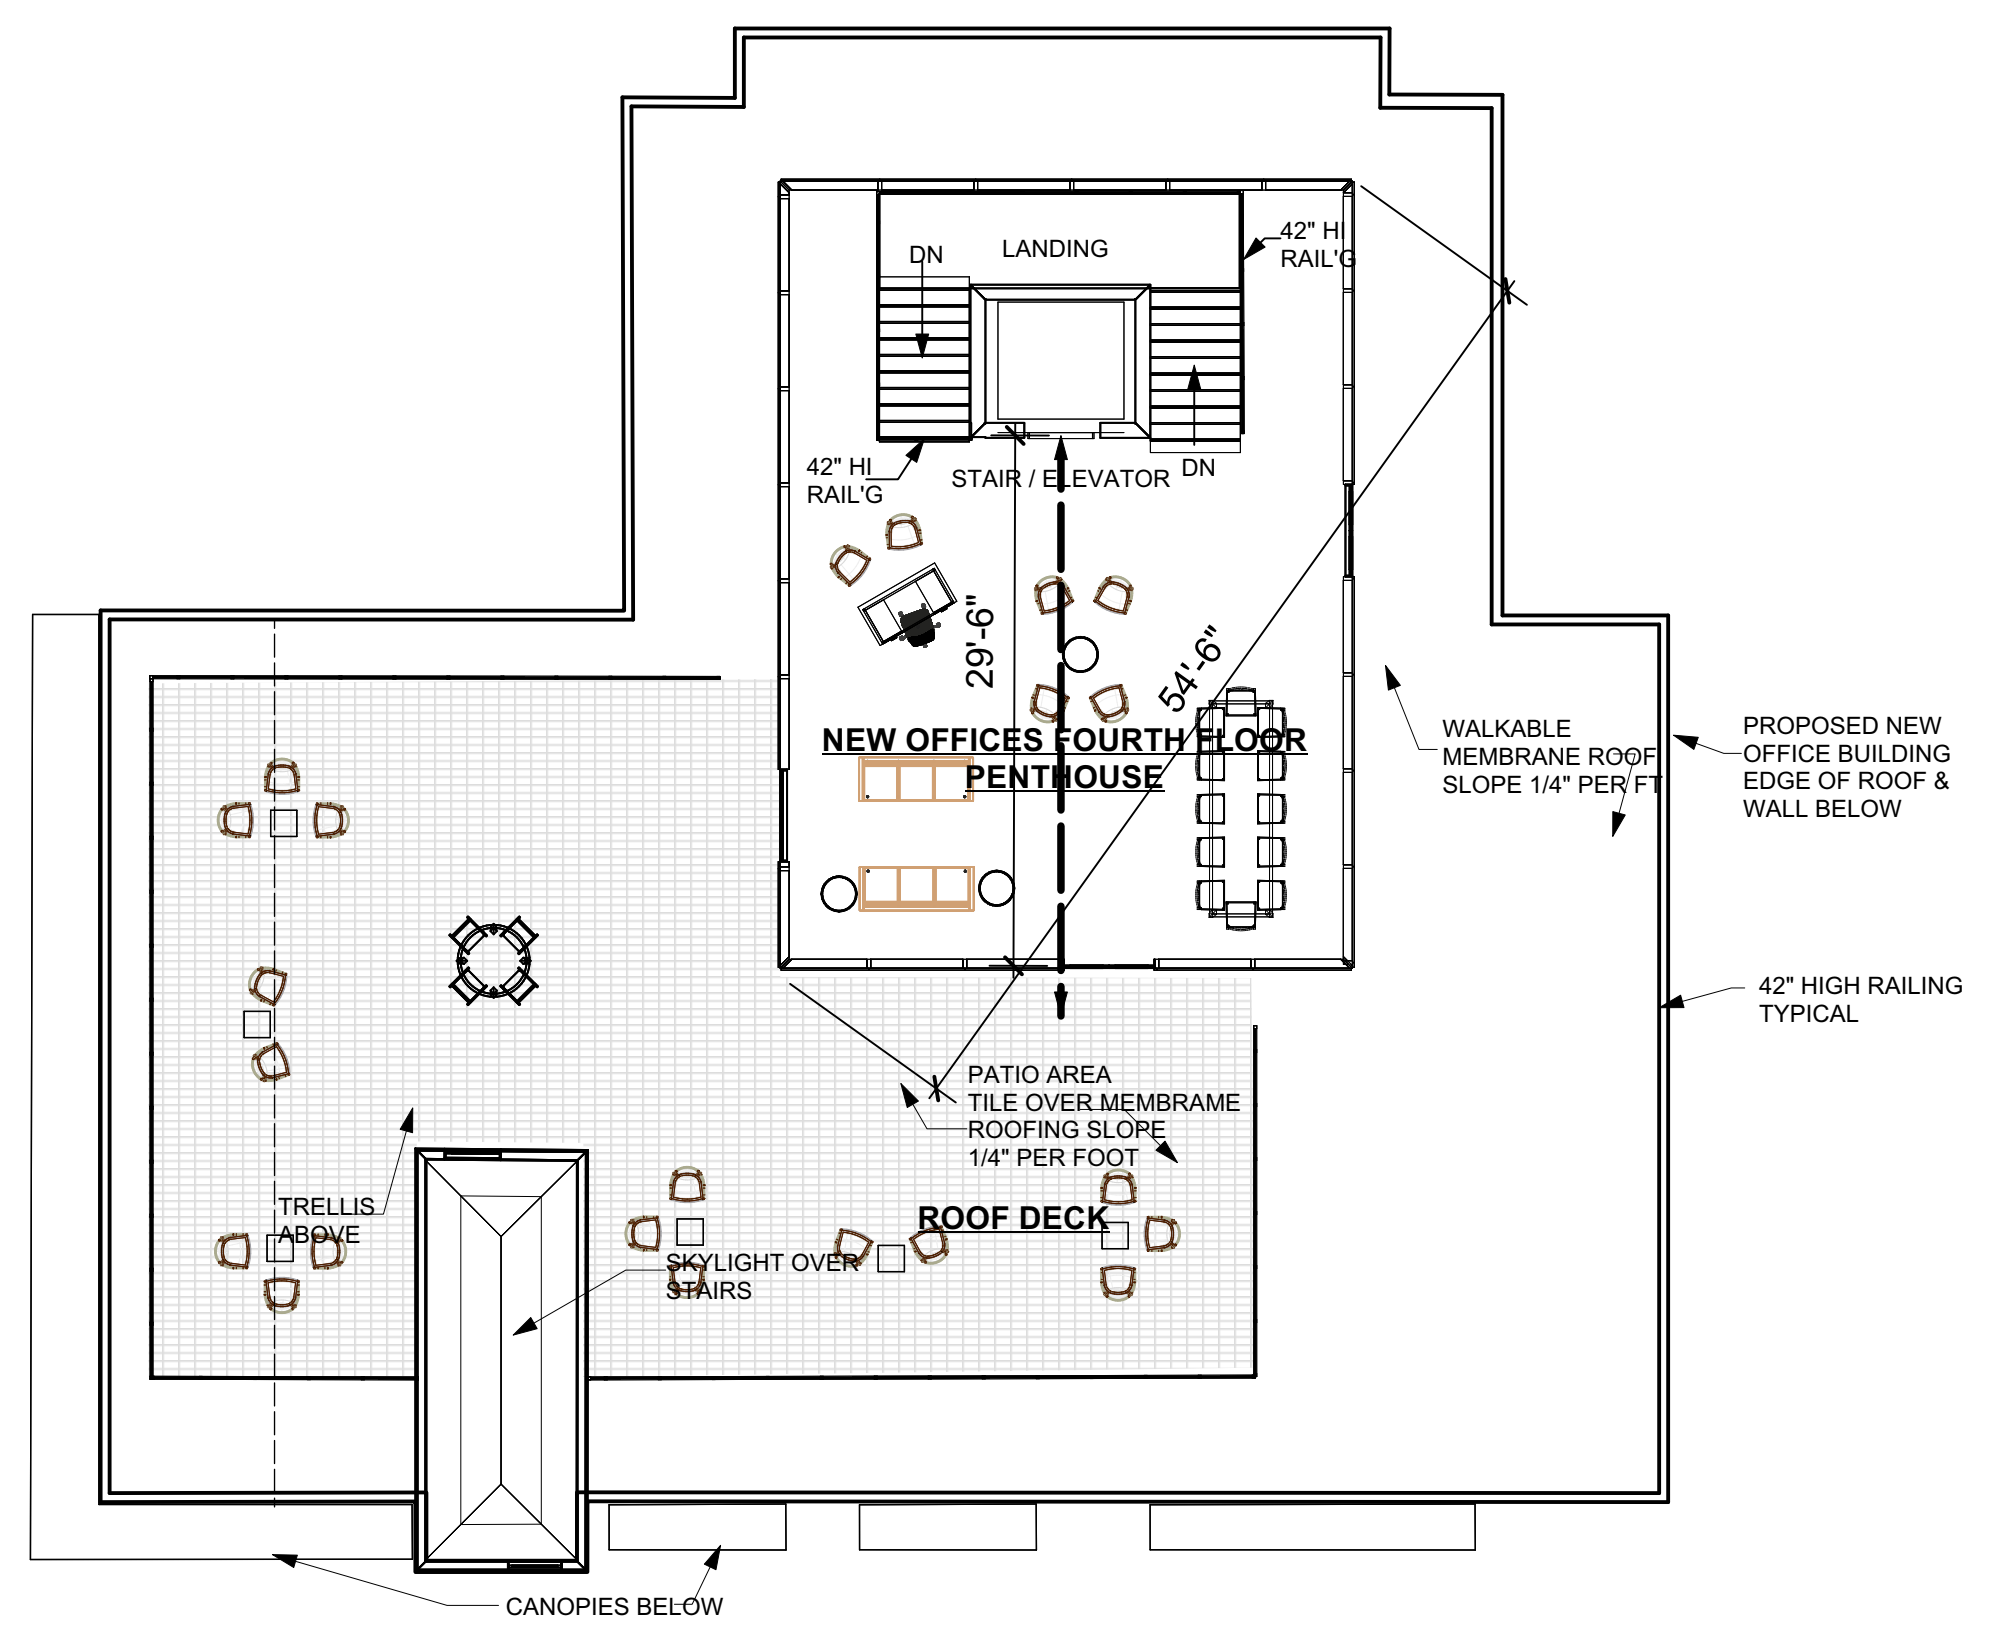 42" HI
RAIL'G
LANDING
DN
42" HI
RAIL'G
STAIR / ELEVATOR
DN
29'-6"
54'-6"
NEW OFFICES FOURTH FLOOR
PENTHOUSE
WALKABLE
MEMBRANE ROOF
SLOPE 1/4" PER FT
PROPOSED NEW
OFFICE BUILDING
EDGE OF ROOF &
WALL BELOW
42" HIGH RAILING
TYPICAL
PATIO AREA
TILE OVER MEMBRAME
ROOFING SLOPE
1/4" PER FOOT
TRELLIS
ABOVE
ROOF DECK
SKYLIGHT OVER
STAIRS
CANOPIES BELOW